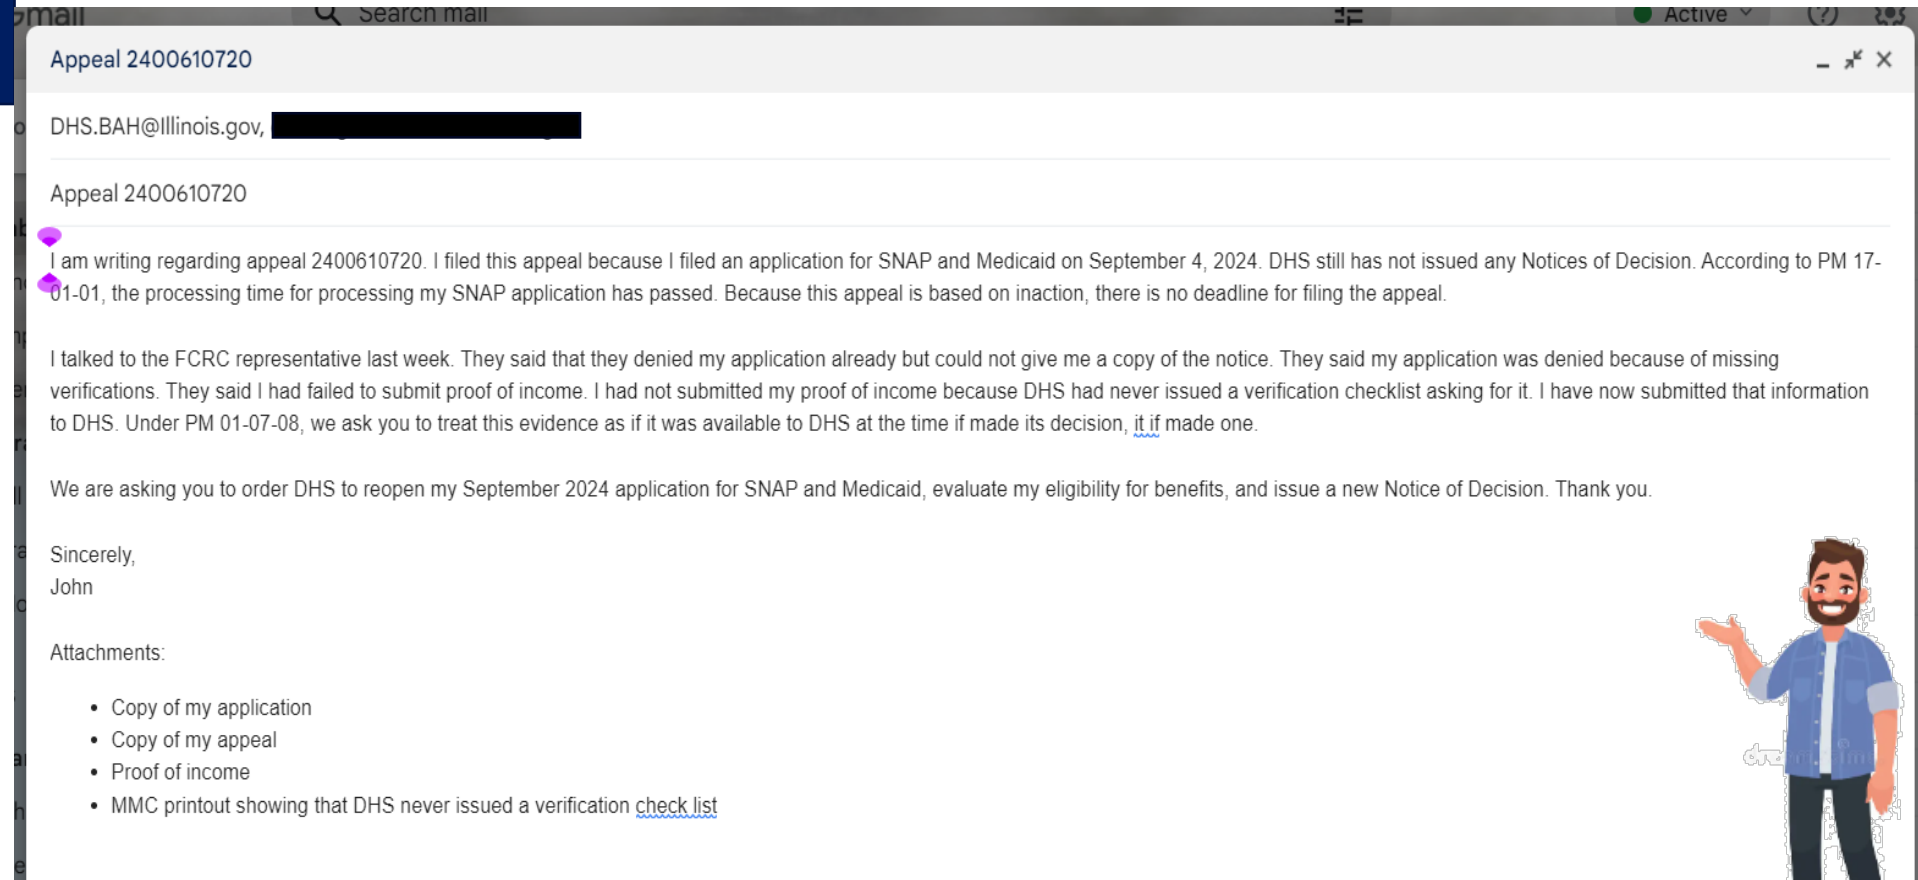 Gmail
Search mail
Active
Appeal 2400610720
DHS.BAH@Illinois.gov,
Appeal 2400610720
I am writing regarding appeal 2400610720. I filed this appeal because I filed an application for SNAP and Medicaid on September 4, 2024. DHS still has not issued any Notices of Decision. According to PM 17-
01-01, the processing time for processing my SNAP application has passed. Because this appeal is based on inaction, there is no deadline for filing the appeal.
I talked to the FCRC representative last week. They said that they denied my application already but could not give me a copy of the notice. They said my application was denied because of missing
verifications. They said I had failed to submit proof of income. I had not submitted my proof of income because DHS had never issued a verification checklist asking for it. I have now submitted that information
to DHS. Under PM 01-07-08, we ask you to treat this evidence as if it was available to DHS at the time if made its decision, it if made one.
We are asking you to order DHS to reopen my September 2024 application for SNAP and Medicaid, evaluate my eligibility for benefits, and issue a new Notice of Decision. Thank you.
Sincerely,
John
Attachments:
• Copy of my application
• Copy of my appeal
• Proof of income
• MMC printout showing that DHS never issued a verification check list